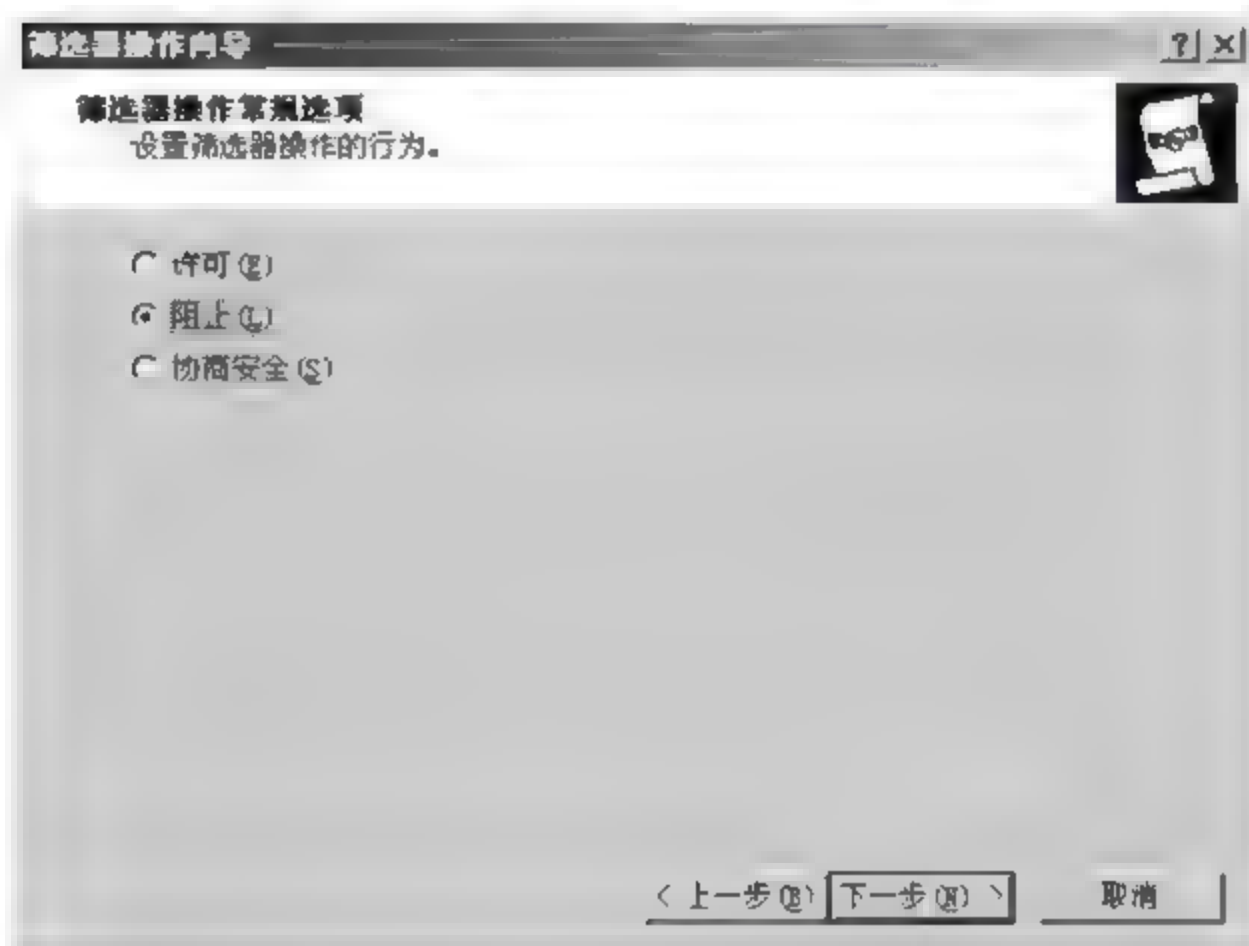 筛选器操作向导
筛选器操作常规选项
设置筛选器操作的行为。
许可(E)
阻止(L)
协商安全(S)
< 上一步(B) 下一步(N) > 取消